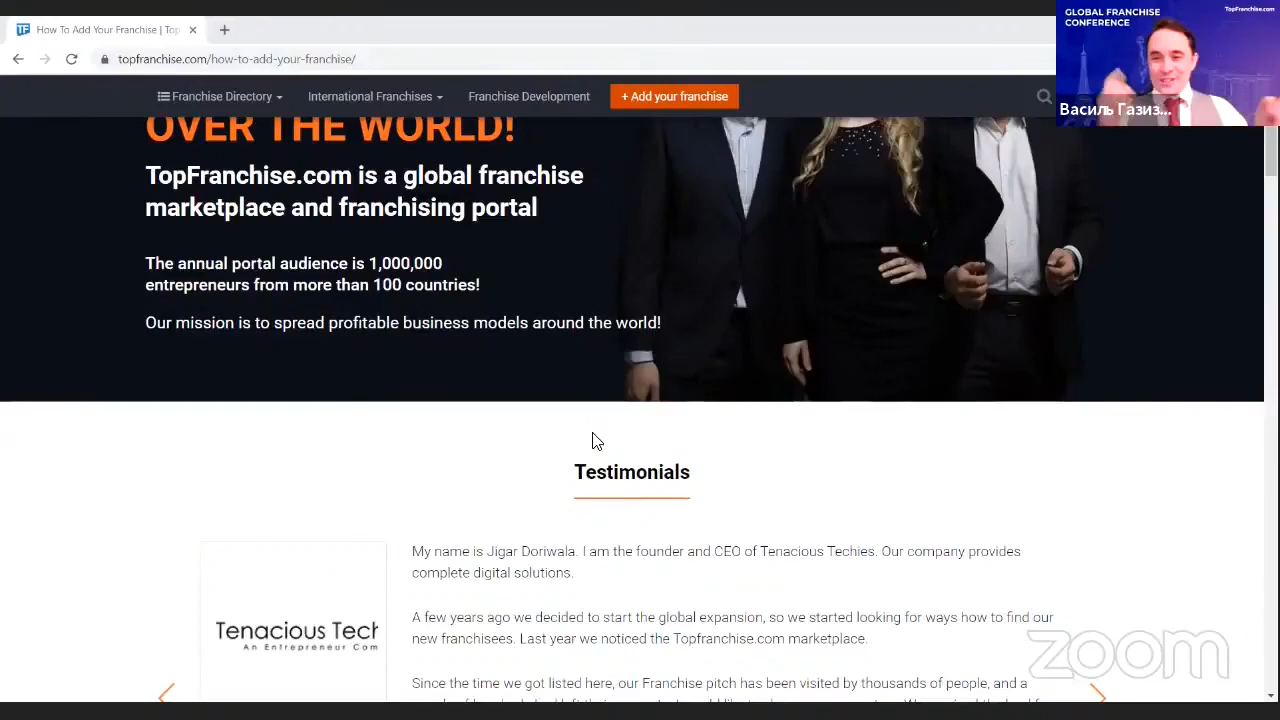 How To Add Your Franchise | Top
topfranchise.com/how-to-add-your-franchise/
GLOBAL FRANCHISE
CONFERENCE
TopFranchise.com
Василь Газиз...
Franchise Directory
International Franchises
Franchise Development
+ Add your franchise
OVER THE WORLD!
TopFranchise.com is a global franchise
marketplace and franchising portal
The annual portal audience is 1,000,000
entrepreneurs from more than 100 countries!
Our mission is to spread profitable business models around the world!
Testimonials
Tenacious Tech
An Entrepreneur Com
My name is Jigar Doriwala. I am the founder and CEO of Tenacious Techies. Our company provides
complete digital solutions.
A few years ago we decided to start the global expansion, so we started looking for ways how to find our
new franchisees. Last year we noticed the Topfranchise.com marketplace.
Since the time we got listed here, our Franchise pitch has been visited by thousands of people, and a
zoom